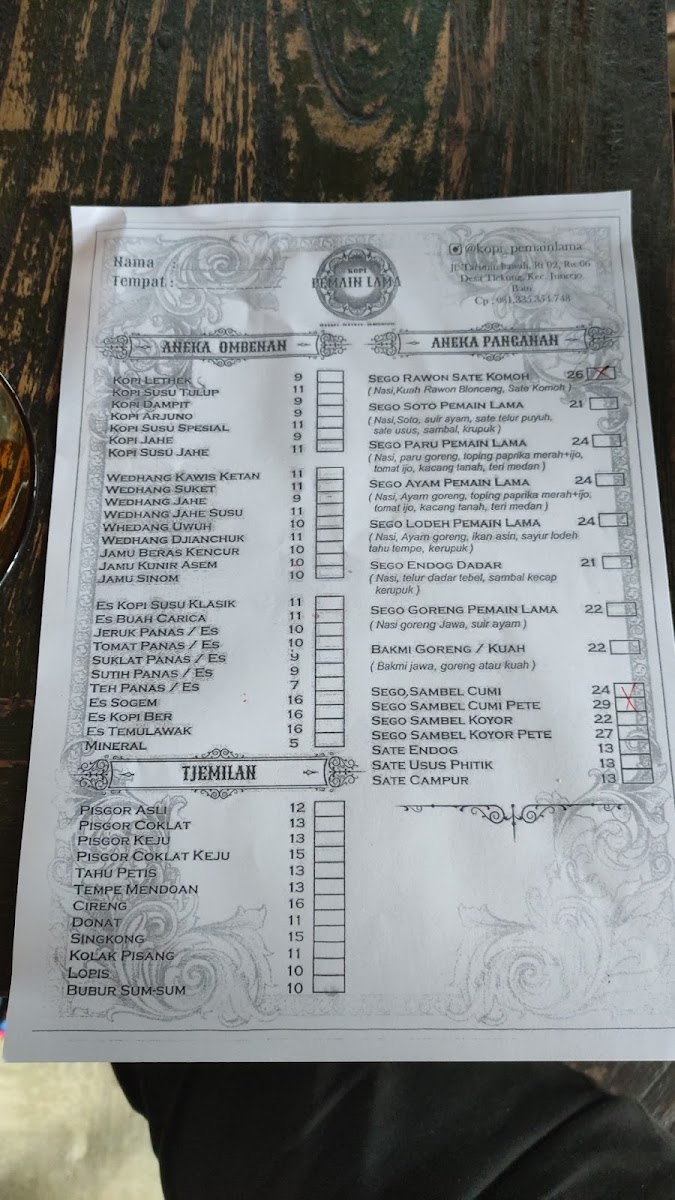 Nama :
Tempat :
KOPI
PEMAIN LAMA
@kopi_pemainlama
Rt 02, Rw.06
Batu
Cp : 081 335 351 748
ANEKA OMBENAN
KOPI LETHEK 9
KOPI SUSU TULUP 11
KOPI DAMPIT 9
KOPI ARJUNO 9
KOPI SUSU SPESIAL 11
KOPI JAHE 9
KOPI SUSU JAHE 11
WEDHANG KAWIS KETAN 11
WEDHANG SUKET 11
WEDHANG JAHE 9
WEDHANG JAHE SUSU 11
WHEDANG UWUH 10
WEDHANG DJIANCHUK 11
JAMU BERAS KENCUR 10
JAMU KUNIR ASEM 10
JAMU SINOM 10
ES KOPI SUSU KLASIK 11
ES BUAH CARICA 11
JERUK PANAS / ES 10
TOMAT PANAS / ES 10
SUKLAT PANAS / ES 9
SUTIH PANAS / ES 9
TEH PANAS / ES 7
ES SOGEM 16
ES KOPI BER 16
ES TEMULAWAK 16
MINERAL 5
TJEMILAN
PISGOR ASLI 12
PISGOR COKLAT 13
PISGOR KEJU 13
PISGOR COKLAT KEJU 15
TAHU PETIS 13
TEMPE MENDOAN 13
CIRENG 16
DONAT 11
SINGKONG 15
KOLAK PISANG 11
LOPIS 10
BUBUR SUM-SUM 10
ANEKA PANGANAN
SEGO RAWON SATE KOMOH 26
( Nasi,Kuah Rawon Blonceng, Sate Komoh )
SEGO SOTO PEMAIN LAMA 21
( Nasi,Soto, suir ayam, sate telur puyuh,
sate usus, sambal, krupuk )
SEGO PARU PEMAIN LAMA 24
( Nasi, paru goreng, toping paprika merah+ijo,
tomat ijo, kacang tanah, teri medan )
SEGO AYAM PEMAIN LAMA 24
( Nasi, Ayam goreng, toping paprika merah+ijo,
tomat ijo, kacang tanah, teri medan )
SEGO LODEH PEMAIN LAMA 24
( Nasi, Ayam goreng, ikan asin, sayur lodeh
tahu tempe, kerupuk )
SEGO ENDOG DADAR 21
( Nasi, telur dadar tebel, sambal kecap
kerupuk )
SEGO GORENG PEMAIN LAMA 22
( Nasi goreng Jawa, suir ayam )
BAKMI GORENG / KUAH 22
( Bakmi jawa, goreng atau kuah )
SEGO,SAMBEL CUMI 24
SEGO SAMBEL CUMI PETE 29
SEGO SAMBEL KOYOR 22
SEGO SAMBEL KOYOR PETE 27
SATE ENDOG 13
SATE USUS PHITIK 13
SATE CAMPUR 13